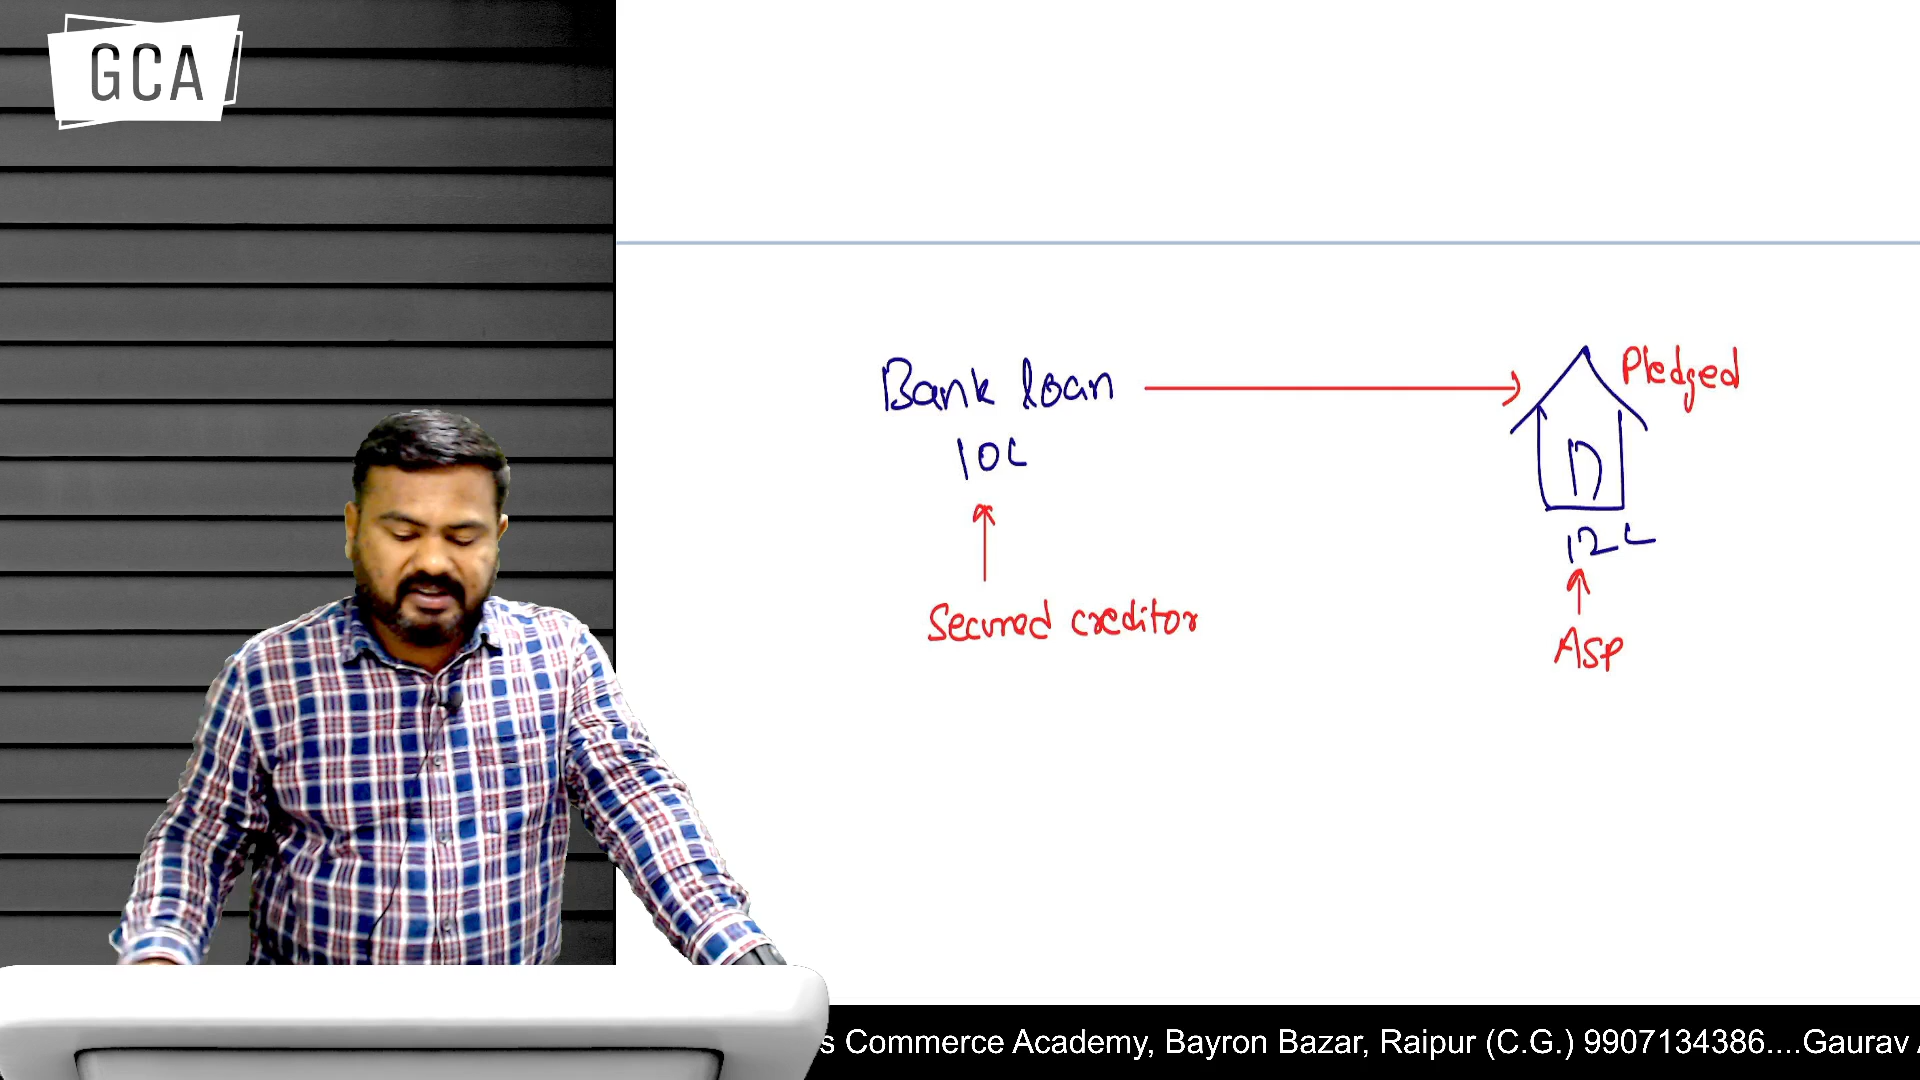 GCA
Bank loan
10L
Secured creditor
Pledged
12L
Asp
s Commerce Academy, Bayron Bazar, Raipur (C.G.) 9907134386....Gaurav A